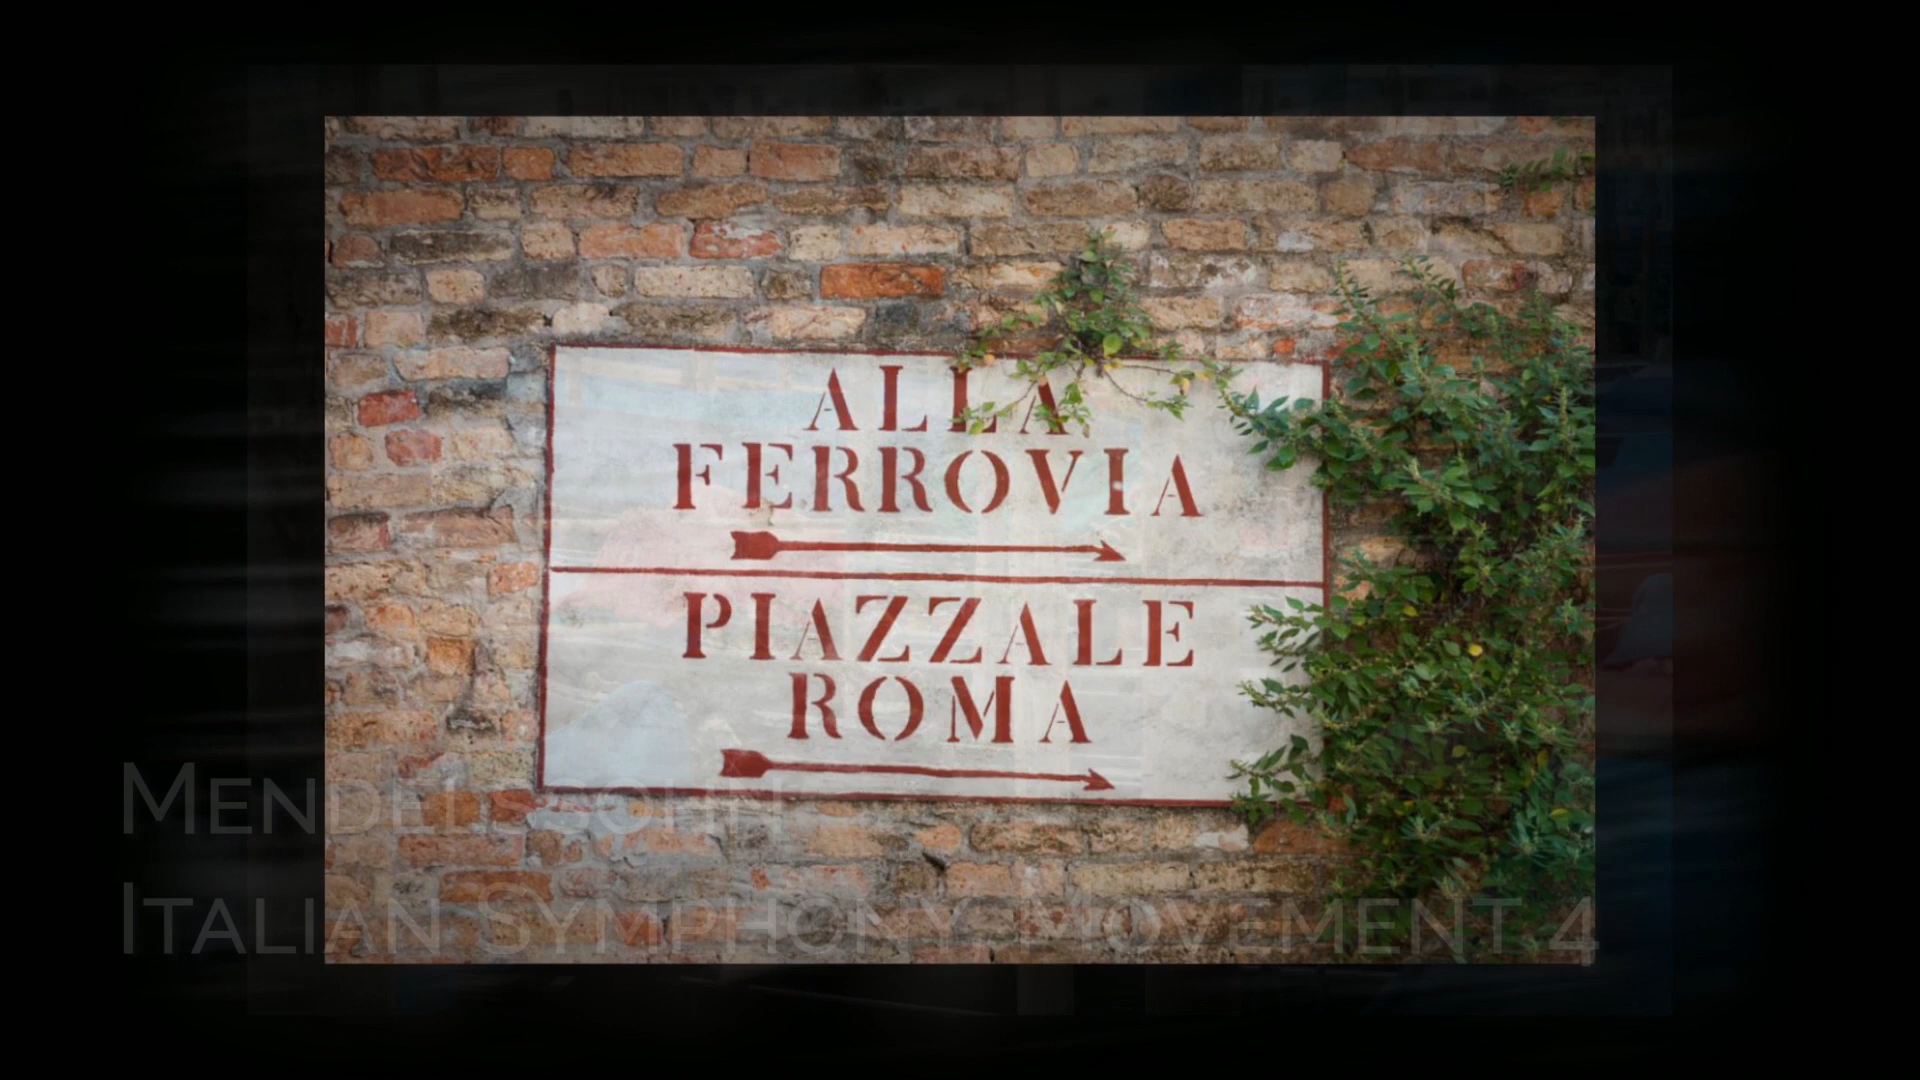 ALLA
FERROVIA
PIAZZALE
ROMA
MENDELSSOHN
ITALIAN SYMPHONY, MOVEMENT 4